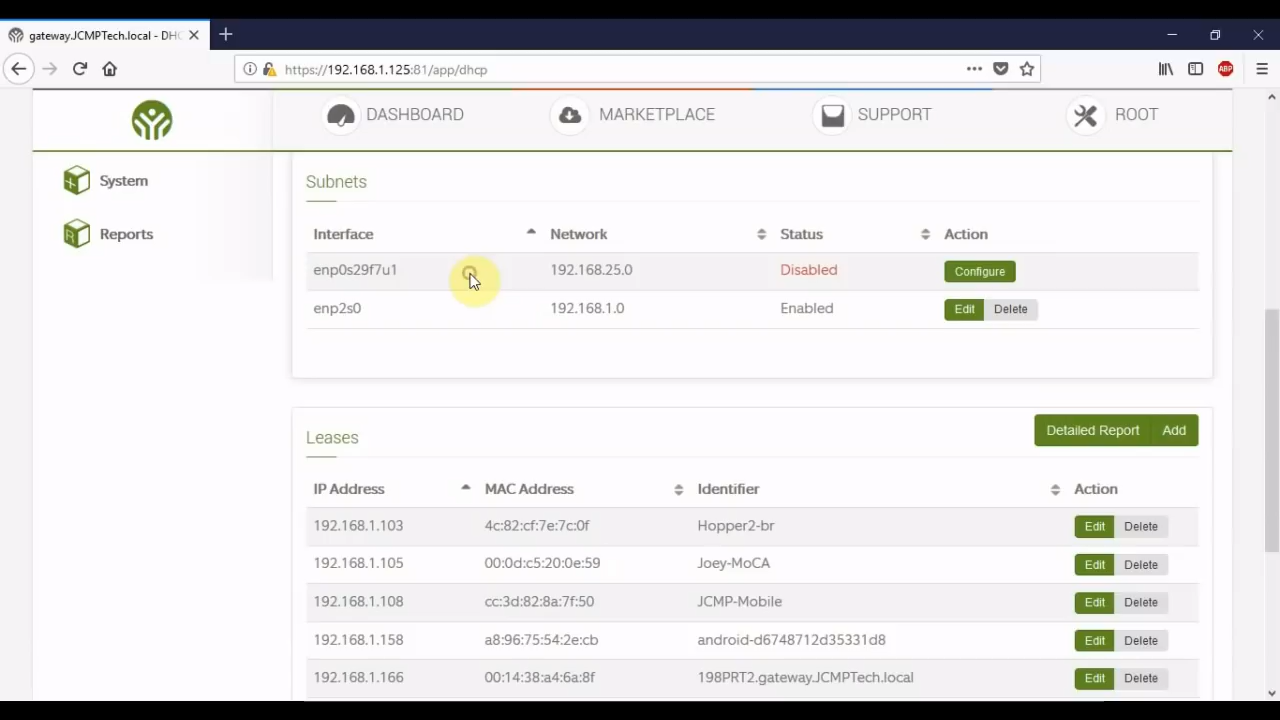 gateway.JCMPTech.local - DHC
https://192.168.1.125:81/app/dhcp
ABP
DASHBOARD MARKETPLACE SUPPORT ROOT
System
Reports
Subnets
Interface Network Status Action
enp0s29f7u1 192.168.25.0 Disabled Configure
enp2s0 192.168.1.0 Enabled Edit Delete
Leases
Detailed Report Add
IP Address MAC Address Identifier Action
192.168.1.103 4c:82:cf:7e:7c:0f Hopper2-br Edit Delete
192.168.1.105 00:0d:c5:20:0e:59 Joey-MoCA Edit Delete
192.168.1.108 cc:3d:82:8a:7f:50 JCMP-Mobile Edit Delete
192.168.1.158 a8:96:75:54:2e:cb android-d6748712d35331d8 Edit Delete
192.168.1.166 00:14:38:a4:6a:8f 198PRT2.gateway.JCMPTech.local Edit Delete